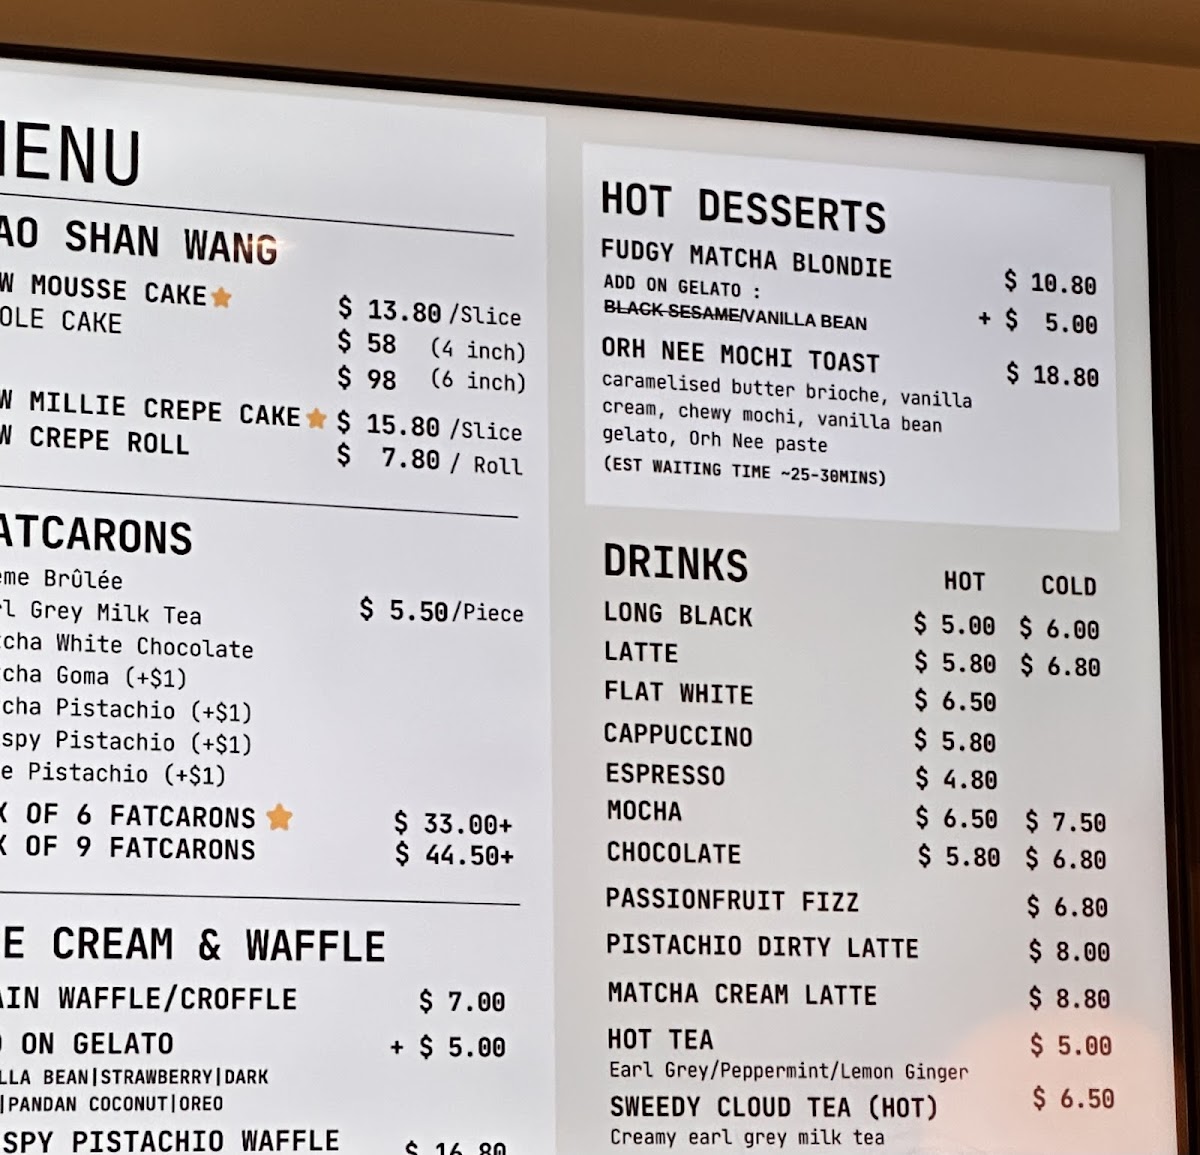 MENU
AO SHAN WANG
W MOUSSE CAKE $ 13.80 /Slice
OLE CAKE $ 58 (4 inch)
$ 98 (6 inch)
W MILLIE CREPE CAKE $ 15.80 /Slice
W CREPE ROLL $ 7.80 / Roll
ATCARONS
me Brûlée
l Grey Milk Tea $ 5.50/Piece
cha White Chocolate
cha Goma (+$1)
cha Pistachio (+$1)
spy Pistachio (+$1)
e Pistachio (+$1)
X OF 6 FATCARONS $ 33.00+
X OF 9 FATCARONS $ 44.50+
E CREAM & WAFFLE
AIN WAFFLE/CROFFLE $ 7.00
ON GELATO + $ 5.00
LLA BEAN|STRAWBERRY|DARK
|PANDAN COCONUT|OREO
SPY PISTACHIO WAFFLE $ 16.80
HOT DESSERTS
FUDGY MATCHA BLONDIE $ 10.80
ADD ON GELATO : + $ 5.00
BLACK SESAME/VANILLA BEAN
ORH NEE MOCHI TOAST $ 18.80
caramelised butter brioche, vanilla
cream, chewy mochi, vanilla bean
gelato, Orh Nee paste
(EST WAITING TIME ~25-30MINS)
DRINKS HOT COLD
LONG BLACK $ 5.00 $ 6.00
LATTE $ 5.80 $ 6.80
FLAT WHITE $ 6.50
CAPPUCCINO $ 5.80
ESPRESSO $ 4.80
MOCHA $ 6.50 $ 7.50
CHOCOLATE $ 5.80 $ 6.80
PASSIONFRUIT FIZZ $ 6.80
PISTACHIO DIRTY LATTE $ 8.00
MATCHA CREAM LATTE $ 8.80
HOT TEA $ 5.00
Earl Grey/Peppermint/Lemon Ginger
SWEEDY CLOUD TEA (HOT) $ 6.50
Creamy earl grey milk tea